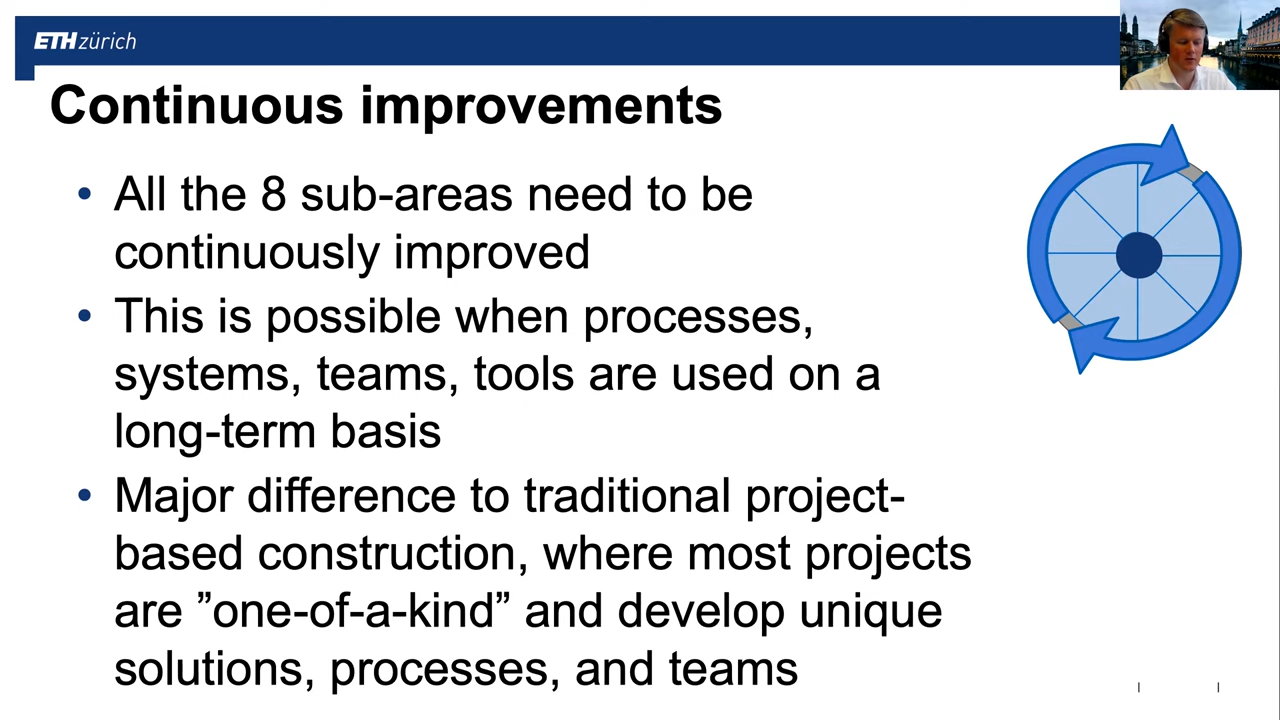 ETH zürich
Continuous improvements
• All the 8 sub-areas need to be
continuously improved
• This is possible when processes,
systems, teams, tools are used on a
long-term basis
• Major difference to traditional project-
based construction, where most projects
are ”one-of-a-kind” and develop unique
solutions, processes, and teams